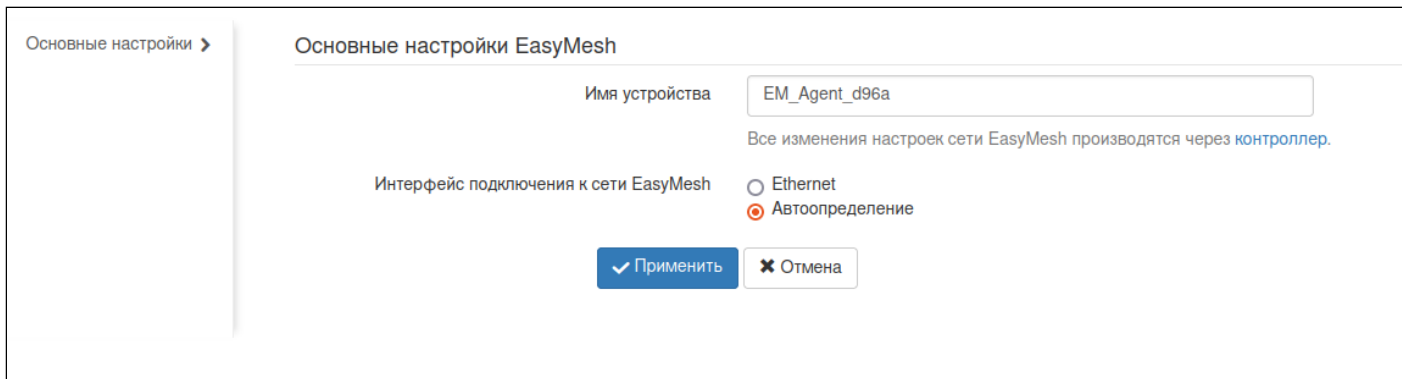 Основные настройки
Основные настройки EasyMesh
Имя устройства
EM_Agent_d96a
Все изменения настроек сети EasyMesh производятся через контроллер.
Интерфейс подключения к сети EasyMesh
Ethernet
Автоопределение
Применить
Отмена